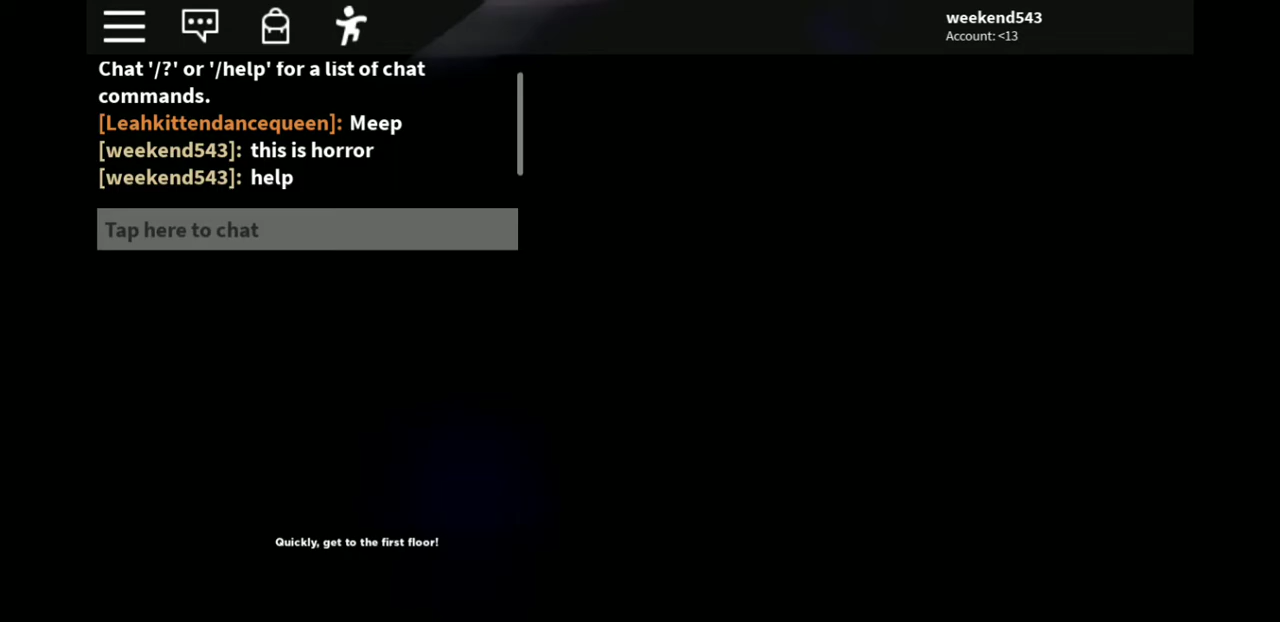 weekend543
Account: <13
Chat '/?' or '/help' for a list of chat
commands.
[Leahkittendancequeen]: Meep
[weekend543]: this is horror
[weekend543]: help
Tap here to chat
Quickly, get to the first floor!